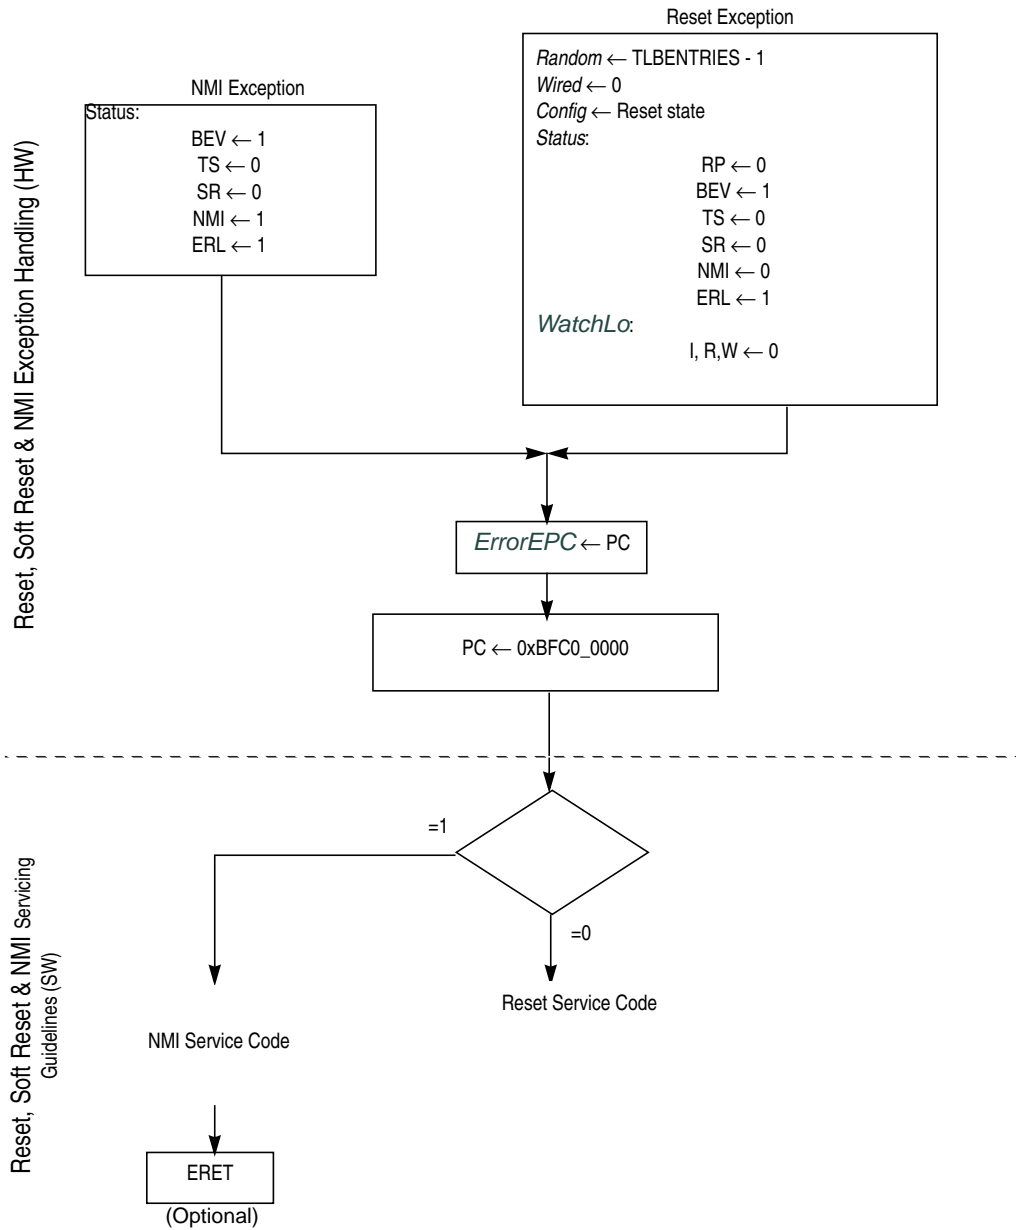 Reset Exception
Random ← TLBENTRIES - 1
Wired ← 0
Config ← Reset state
Status:
RP ← 0
BEV ← 1
TS ← 0
SR ← 0
NMI ← 0
ERL ← 1
WatchLo:
I, R,W ← 0
NMI Exception
Status:
BEV ← 1
TS ← 0
SR ← 0
NMI ← 1
ERL ← 1
Reset, Soft Reset & NMI Exception Handling (HW)
ErrorEPC ← PC
PC ← 0xBFC0_0000
=1
=0
Reset, Soft Reset & NMI Servicing
Guidelines (SW)
Reset Service Code
NMI Service Code
ERET
(Optional)